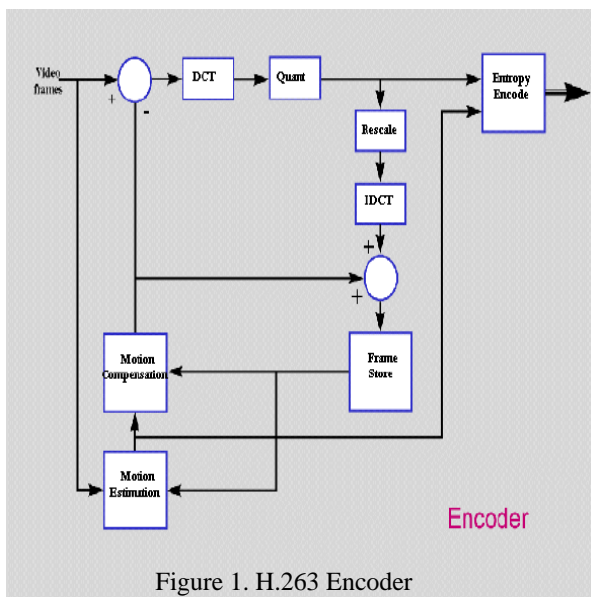 Video
frames
+
-
DCT
Quant
Entropy
Encode
Rescale
IDCT
+
+
Motion
Compensation
Frame
Store
Motion
Estimation
Encoder
Figure 1. H.263 Encoder